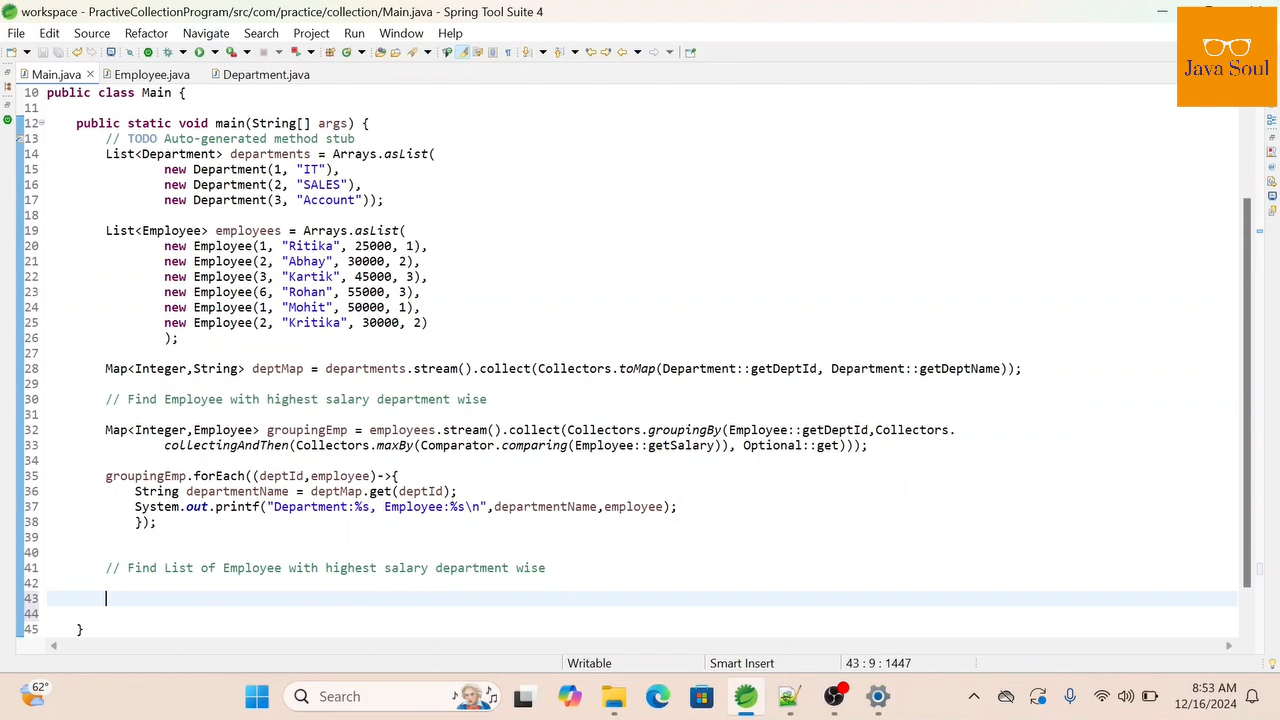 workspace - PractiveCollectionProgram/src/com/practice/collection/Main.java - Spring Tool Suite 4
File Edit Source Refactor Navigate Search Project Run Window Help
Java Soul
Main.java Employee.java Department.java
10 public class Main {
11
12 public static void main(String[] args) {
13 // TODO Auto-generated method stub
14 List<Department> departments = Arrays.asList(
15 new Department(1, "IT"),
16 new Department(2, "SALES"),
17 new Department(3, "Account"));
18
19 List<Employee> employees = Arrays.asList(
20 new Employee(1, "Ritika", 25000, 1),
21 new Employee(2, "Abhay", 30000, 2),
22 new Employee(3, "Kartik", 45000, 3),
23 new Employee(6, "Rohan", 55000, 3),
24 new Employee(1, "Mohit", 50000, 1),
25 new Employee(2, "Kritika", 30000, 2)
26 );
27
28 Map<Integer,String> deptMap = departments.stream().collect(Collectors.toMap(Department::getDeptId, Department::getDeptName));
29
30 // Find Employee with highest salary department wise
31
32 Map<Integer,Employee> groupingEmp = employees.stream().collect(Collectors.groupingBy(Employee::getDeptId,Collectors.
33 collectingAndThen(Collectors.maxBy(Comparator.comparing(Employee::getSalary)), Optional::get)));
34
35 groupingEmp.forEach((deptId,employee)->{
36 String departmentName = deptMap.get(deptId);
37 System.out.printf("Department:%s, Employee:%s\n",departmentName,employee);
38 });
39
40
41 // Find List of Employee with highest salary department wise
42
43
44
45 }
Writable Smart Insert 43 : 9 : 1447
62° Search 8:53 AM
12/16/2024